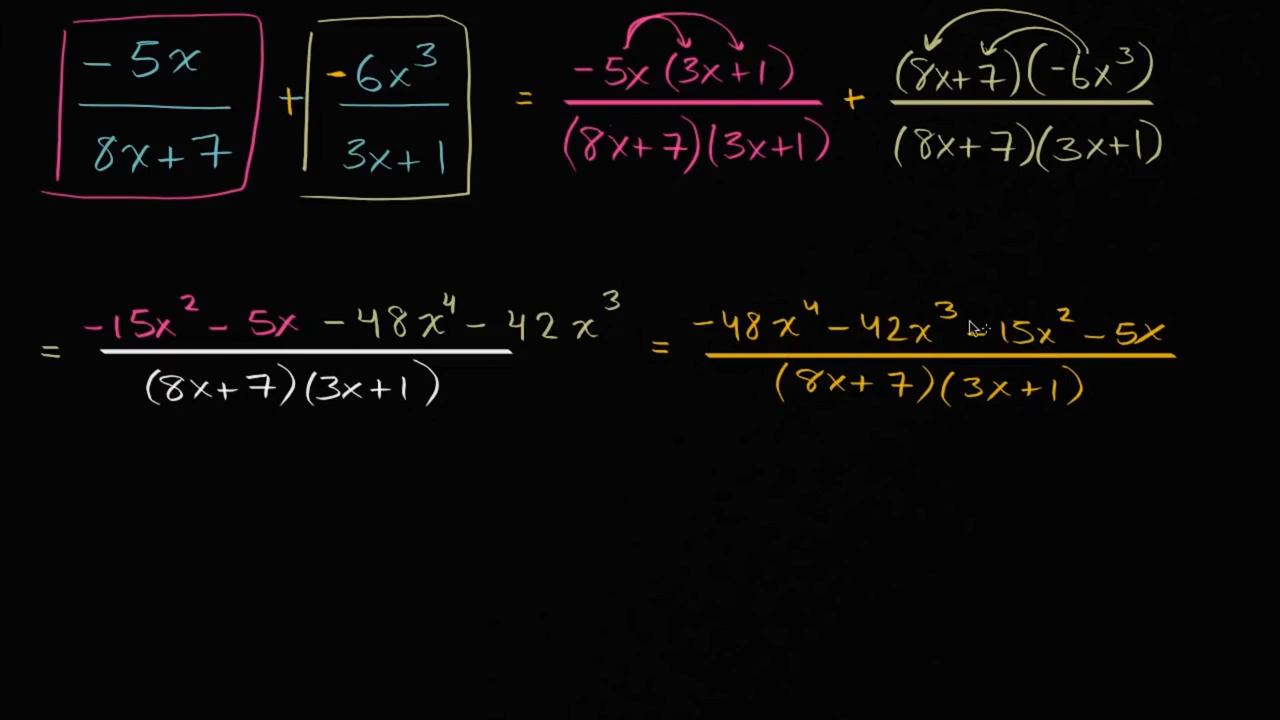 -5x/8x+7 + -6x³/3x+1 = -5x(3x+1)/(8x+7)(3x+1) + (8x+7)(-6x³)/(8x+7)(3x+1)
= -15x² - 5x - 48x⁴ - 42x³/(8x+7)(3x+1) = -48x⁴ - 42x³ - 15x² - 5x/(8x+7)(3x+1)